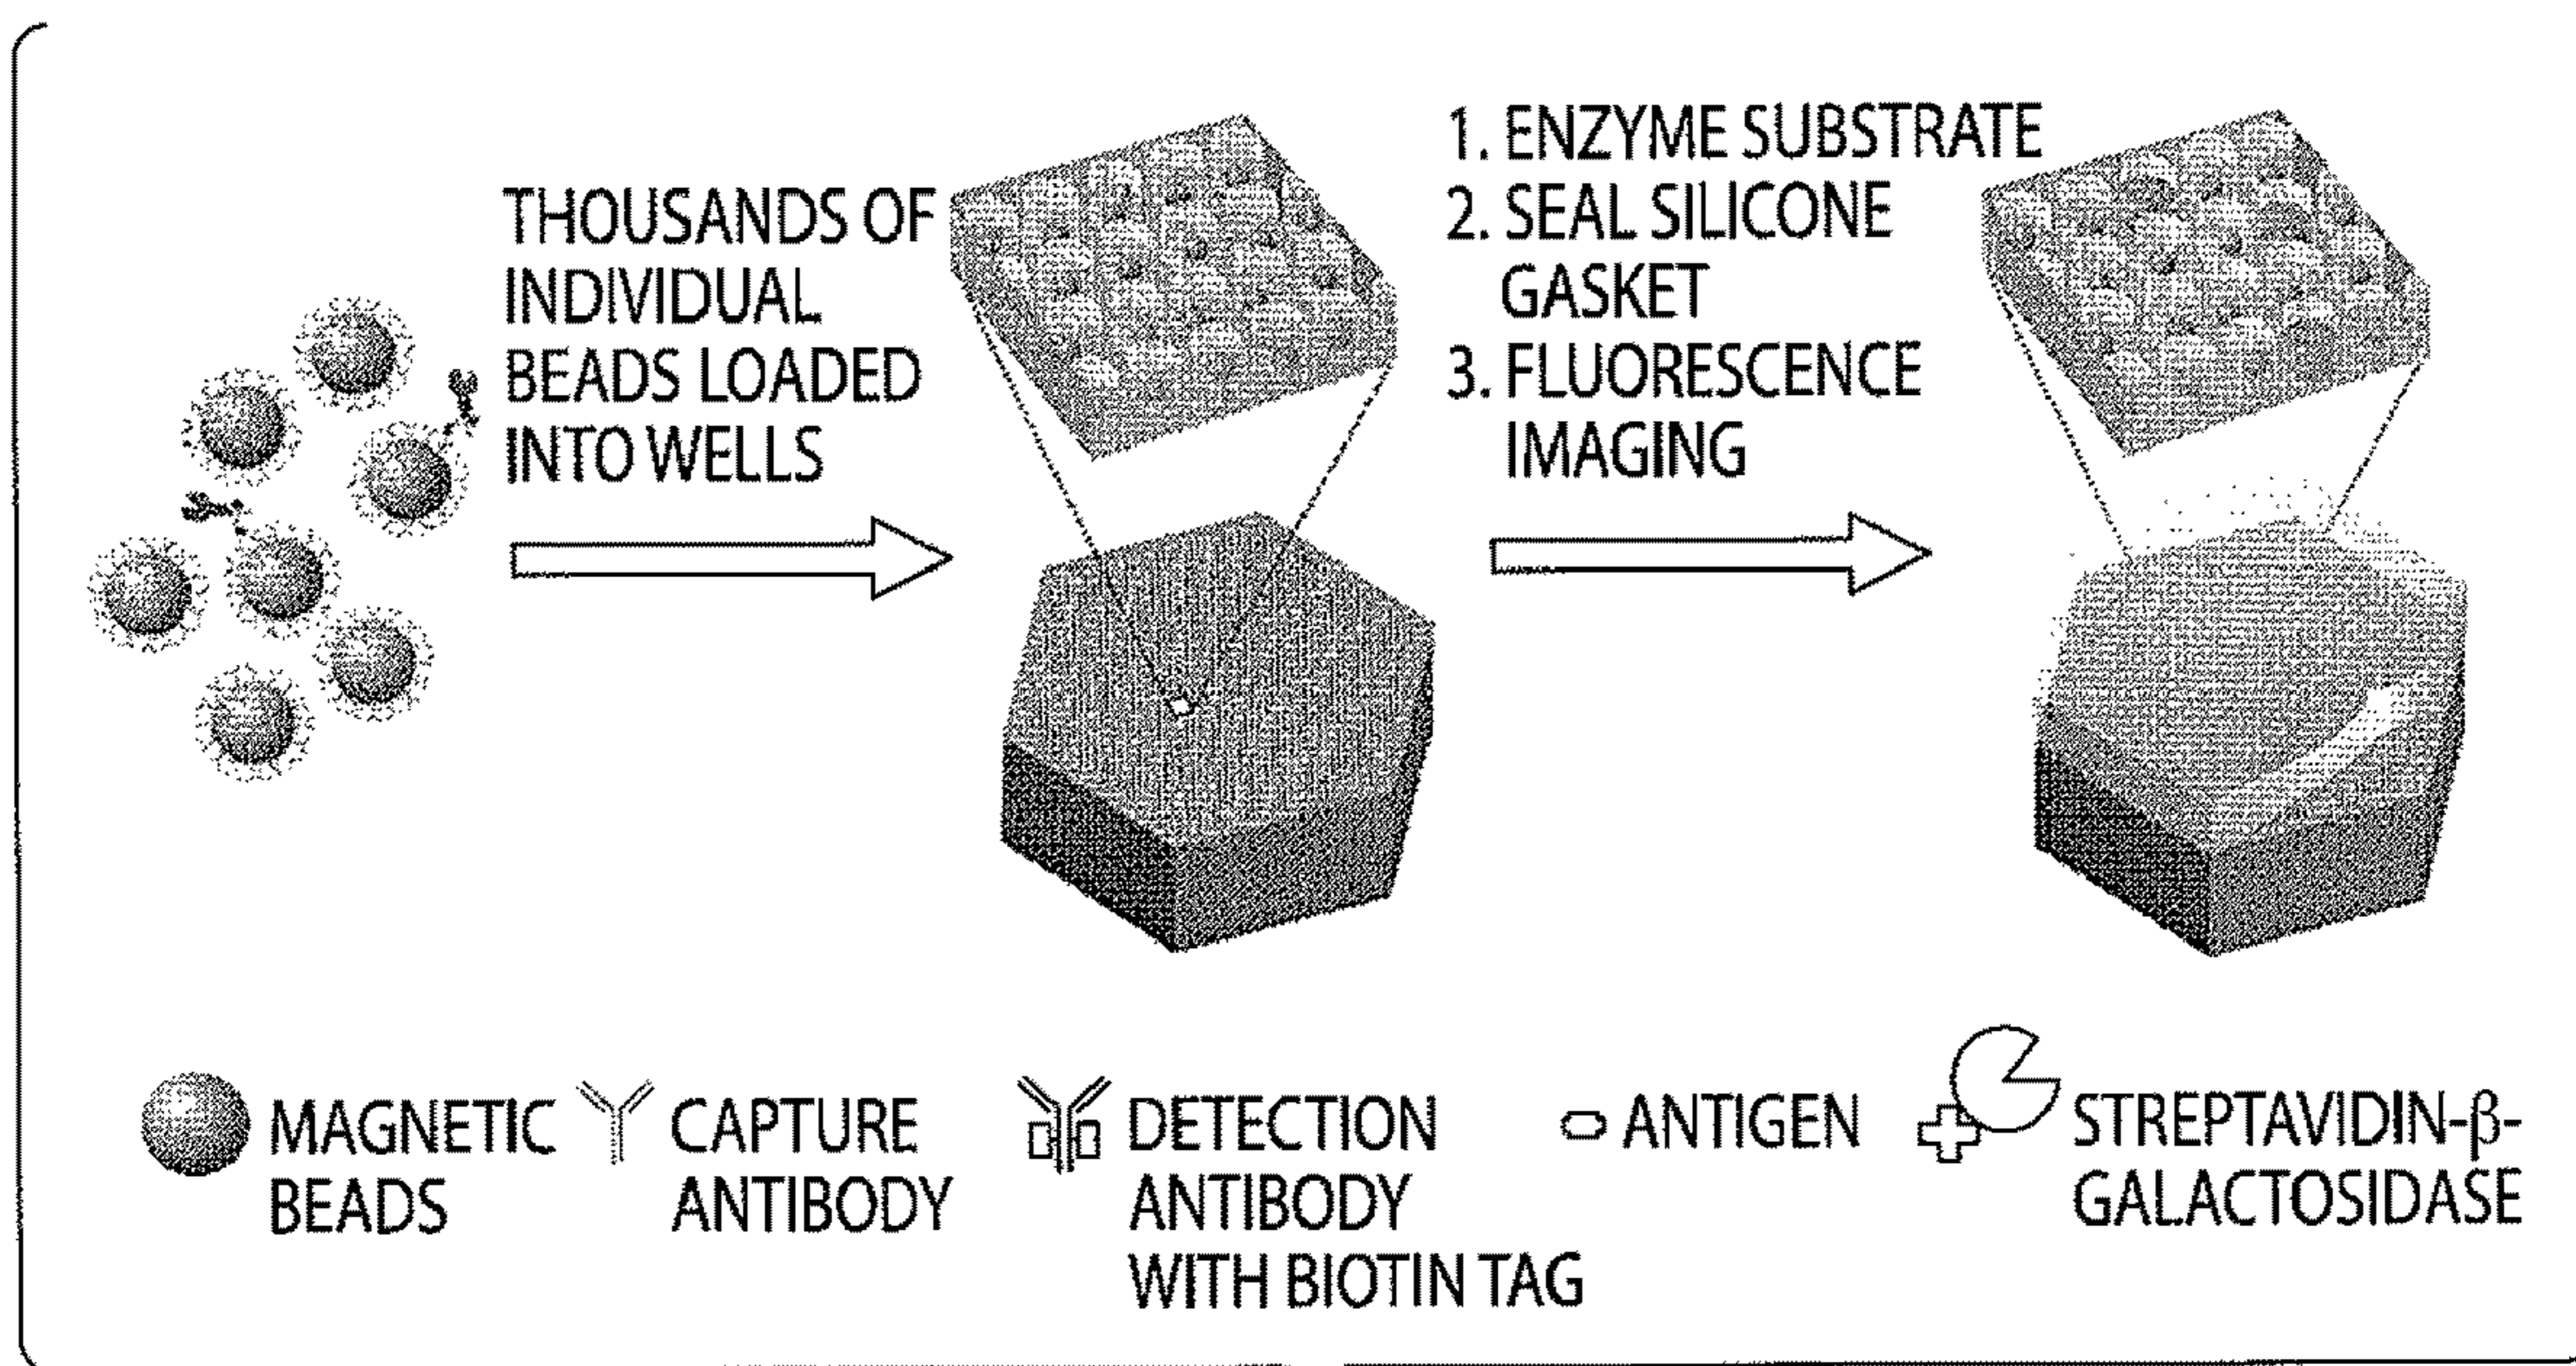 THOUSANDS OF
INDIVIDUAL
BEADS LOADED
INTO WELLS
1. ENZYME SUBSTRATE
2. SEAL SILICONE
GASKET
3. FLUORESCENCE
IMAGING
MAGNETIC
BEADS
CAPTURE
ANTIBODY
DETECTION
ANTIBODY
WITH BIOTIN TAG
ANTIGEN
STREPTAVIDIN-β-
GALACTOSIDASE